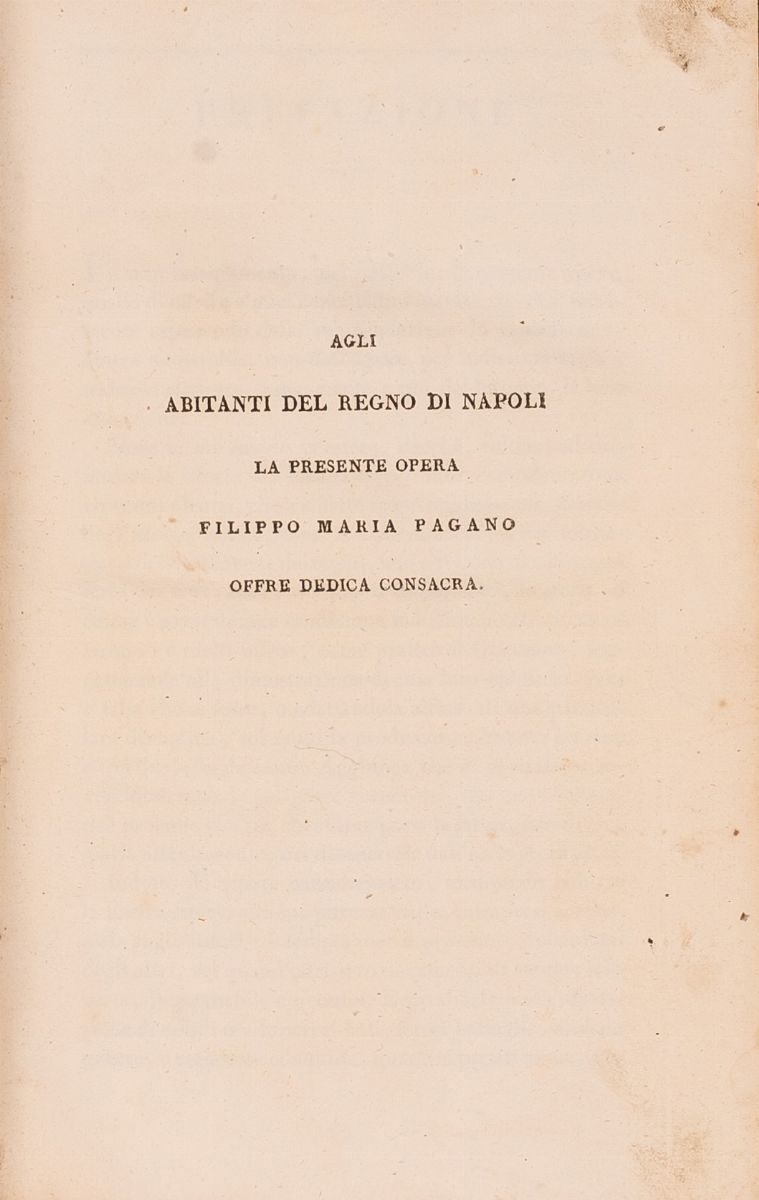 AGLI
ABITANTI DEL REGNO DI NAPOLI
LA PRESENTE OPERA
FILIPPO MARIA PAGANO
OFFRE DEDICA CONSACRA.